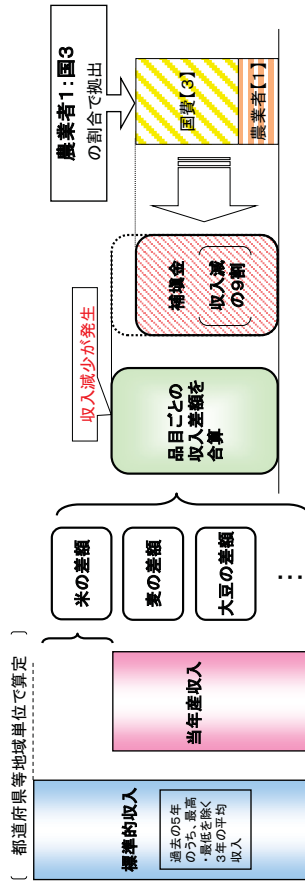 〔 都道府県等地域単位で算定 〕
標準的収入
過去の5年
のうち、最高
・最低を除く
3年の平均
収入
当年産収入
米の差額
麦の差額
大豆の差額
…
収入減少が発生
品目ごとの
収入差額を
合算
補填金
収入減
の9割
農業者1:国3
の割合で拠出
国費【3】
農業者【1】